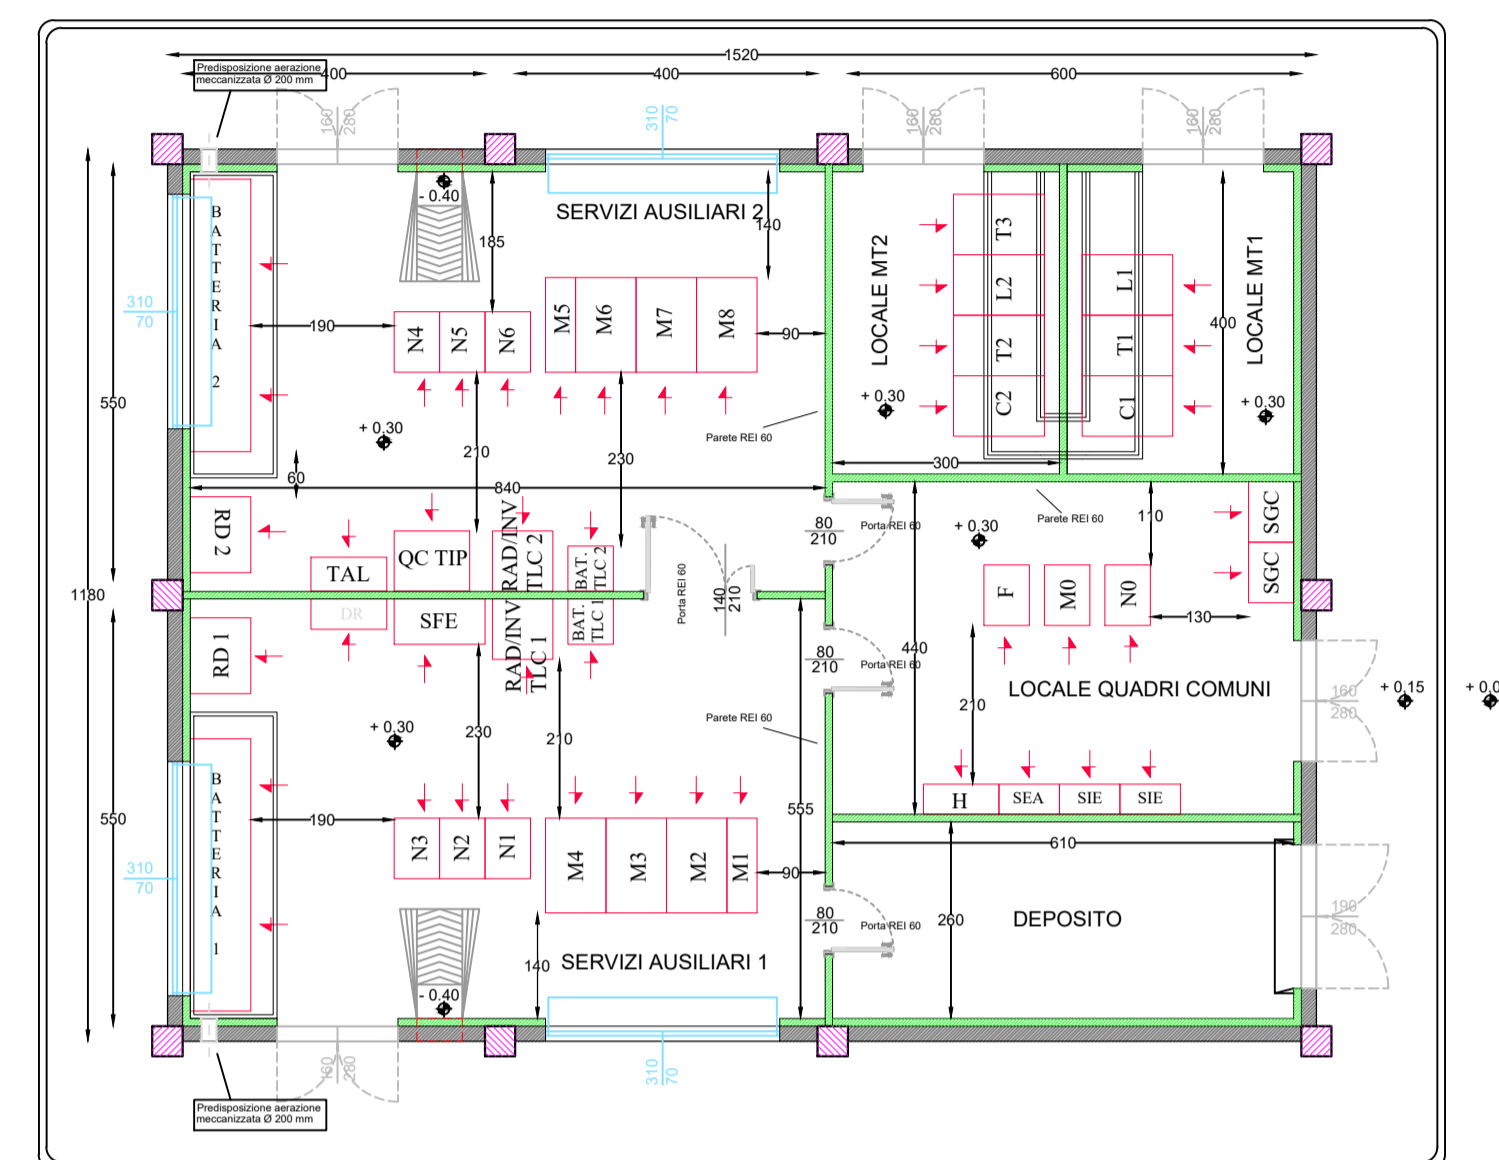 1520
Predisposizione aerazione
meccanizzata Ø 200 mm
400
400
600
160
280
310
70
160
280
160
280
- 0.40
SERVIZI AUSILIARI 2
140
185
BATTERIA 2
310
70
190
N4
N5
N6
M5
M6
M7
M8
90
LOCALE MT2
T3
L2
T2
C2
L1
T1
C1
LOCALE MT1
400
+ 0.30
+ 0.30
550
+ 0.30
210
230
Parete REI 60
300
60
840
RD 2
TAL
QC TIP
RAD/INV
TLC 2
BAT.
TLC 2
80
210
Porta REI 60
+ 0.30
Parete REI 60
110
SGC
SGC
1180
DR
SFE
RAD/INV
TLC 1
BAT.
TLC 1
Porta REI 60
140
210
F
M0
N0
130
RD 1
80
210
Porta REI 60
440
LOCALE QUADRI COMUNI
160
280
+ 0.15
+ 0.0
+ 0.30
230
210
Parete REI 60
210
H
SEA
SIE
SIE
BATTERIA 1
550
310
70
190
N3
N2
N1
M4
M3
M2
M1
555
90
610
80
210
Porta REI 60
260
DEPOSITO
190
280
140
SERVIZI AUSILIARI 1
- 0.40
160
280
310
70
Predisposizione aerazione
meccanizzata Ø 200 mm